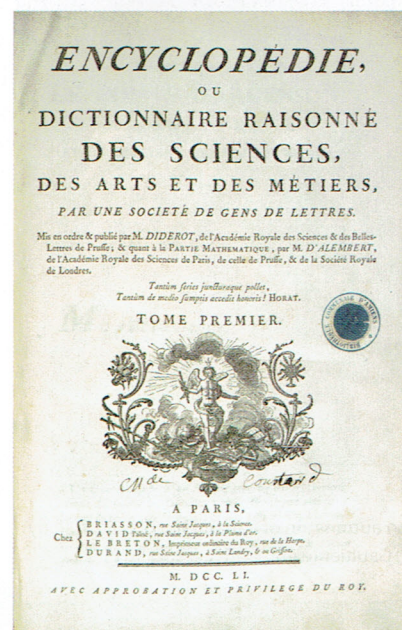 ENCYCLOPÉDIE,
OU
DICTIONNAIRE RAISONNÉ
DES SCIENCES,
DES ARTS ET DES MÉTIERS,
PAR UNE SOCIETÉ DE GENS DE LETTRES.
Mis en ordre & publié par M. DIDEROT, de l'Académie Royale des Sciences & des Belles-
Lettres de Prusse; & quant à la PARTIE MATHEMATIQUE, par M. D'ALEMBERT,
de l'Académie Royale des Sciences de Paris, de celle de Prusse, & de la Société Royale
de Londres.
Tantùm series juncturaque pollet,
Tantùm de medio sumptis accedit honoris! HORAT.
TOME PREMIER.
A PARIS,
Chez
BRIASSON, rue Saint Jacques, à la Science.
DAVID l'aîné, rue Saint Jacques, à la Plume d'or.
LE BRETON, Imprimeur ordinaire du Roy, rue de la Harpe.
DURAND, rue Saint Jacques, à Saint Landry, & au Griffon.
M. DCC. LI.
AVEC APPROBATION ET PRIVILEGE DU ROY.